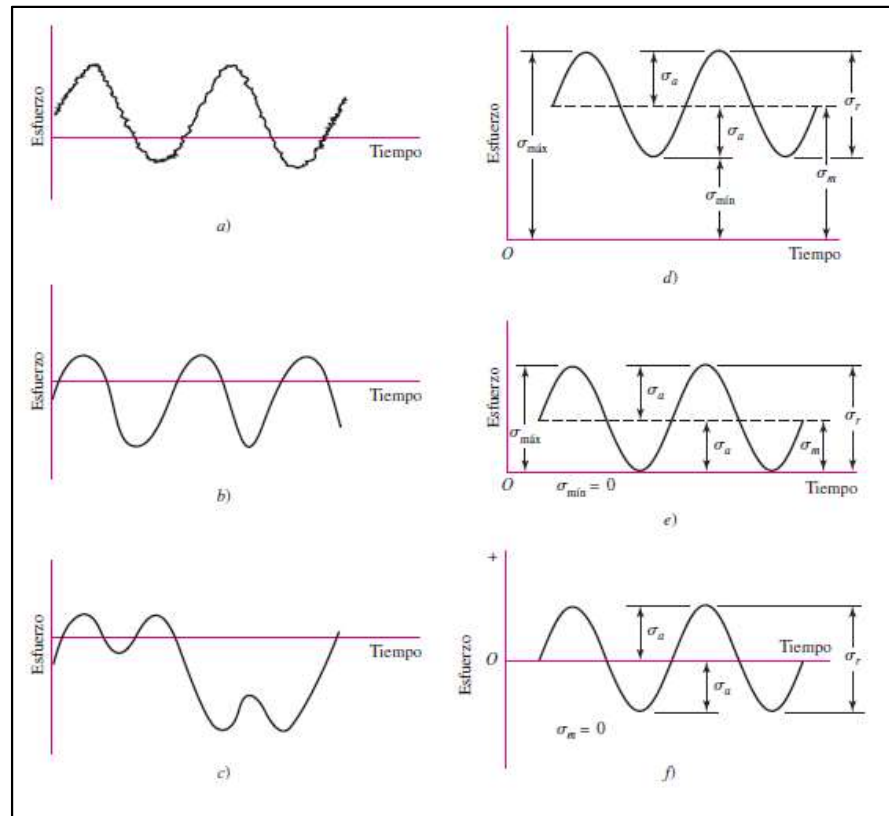 Esfuerzo
Tiempo
a)
Esfuerzo
Tiempo
b)
Esfuerzo
Tiempo
c)
Esfuerzo
σmáx
σa
σa
σr
σmín
σm
O
Tiempo
d)
Esfuerzo
σmáx
σa
σa
σm
σr
O
σmín = 0
Tiempo
e)
+
O
Esfuerzo
σa
Tiempo
σr
σa
σm = 0
f)